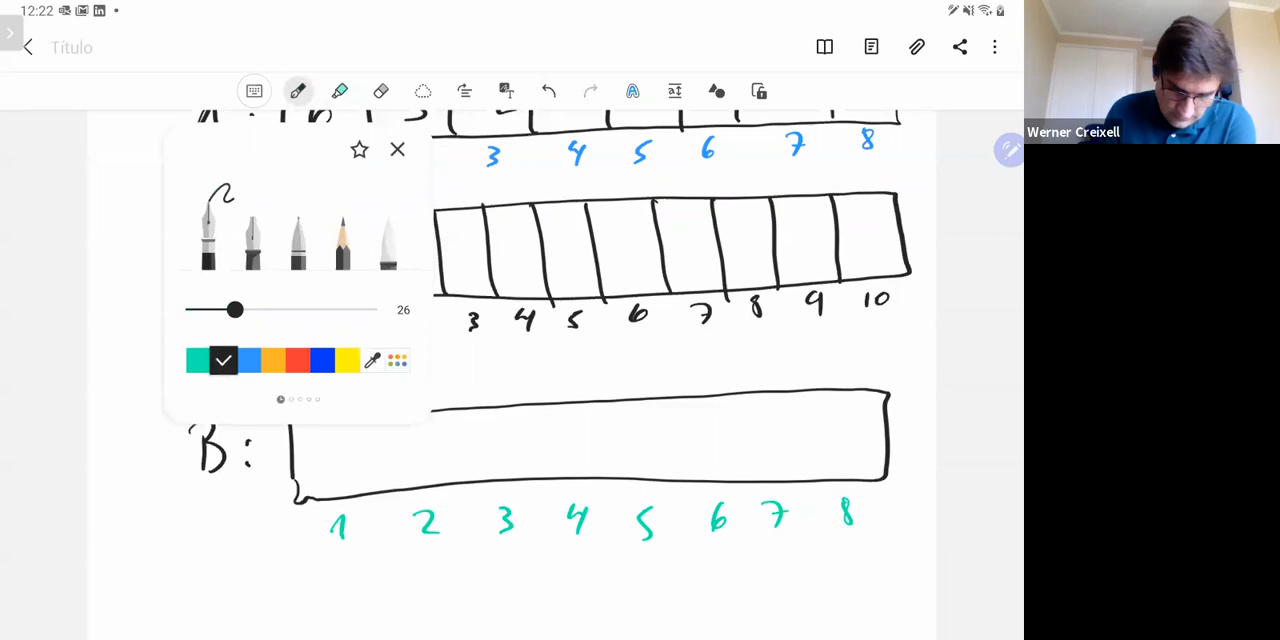 12:22
Título
3 4 5 6 7 8
3 4 5 6 7 8 9 10
26
B:
1 2 3 4 5 6 7 8
Werner Creixell